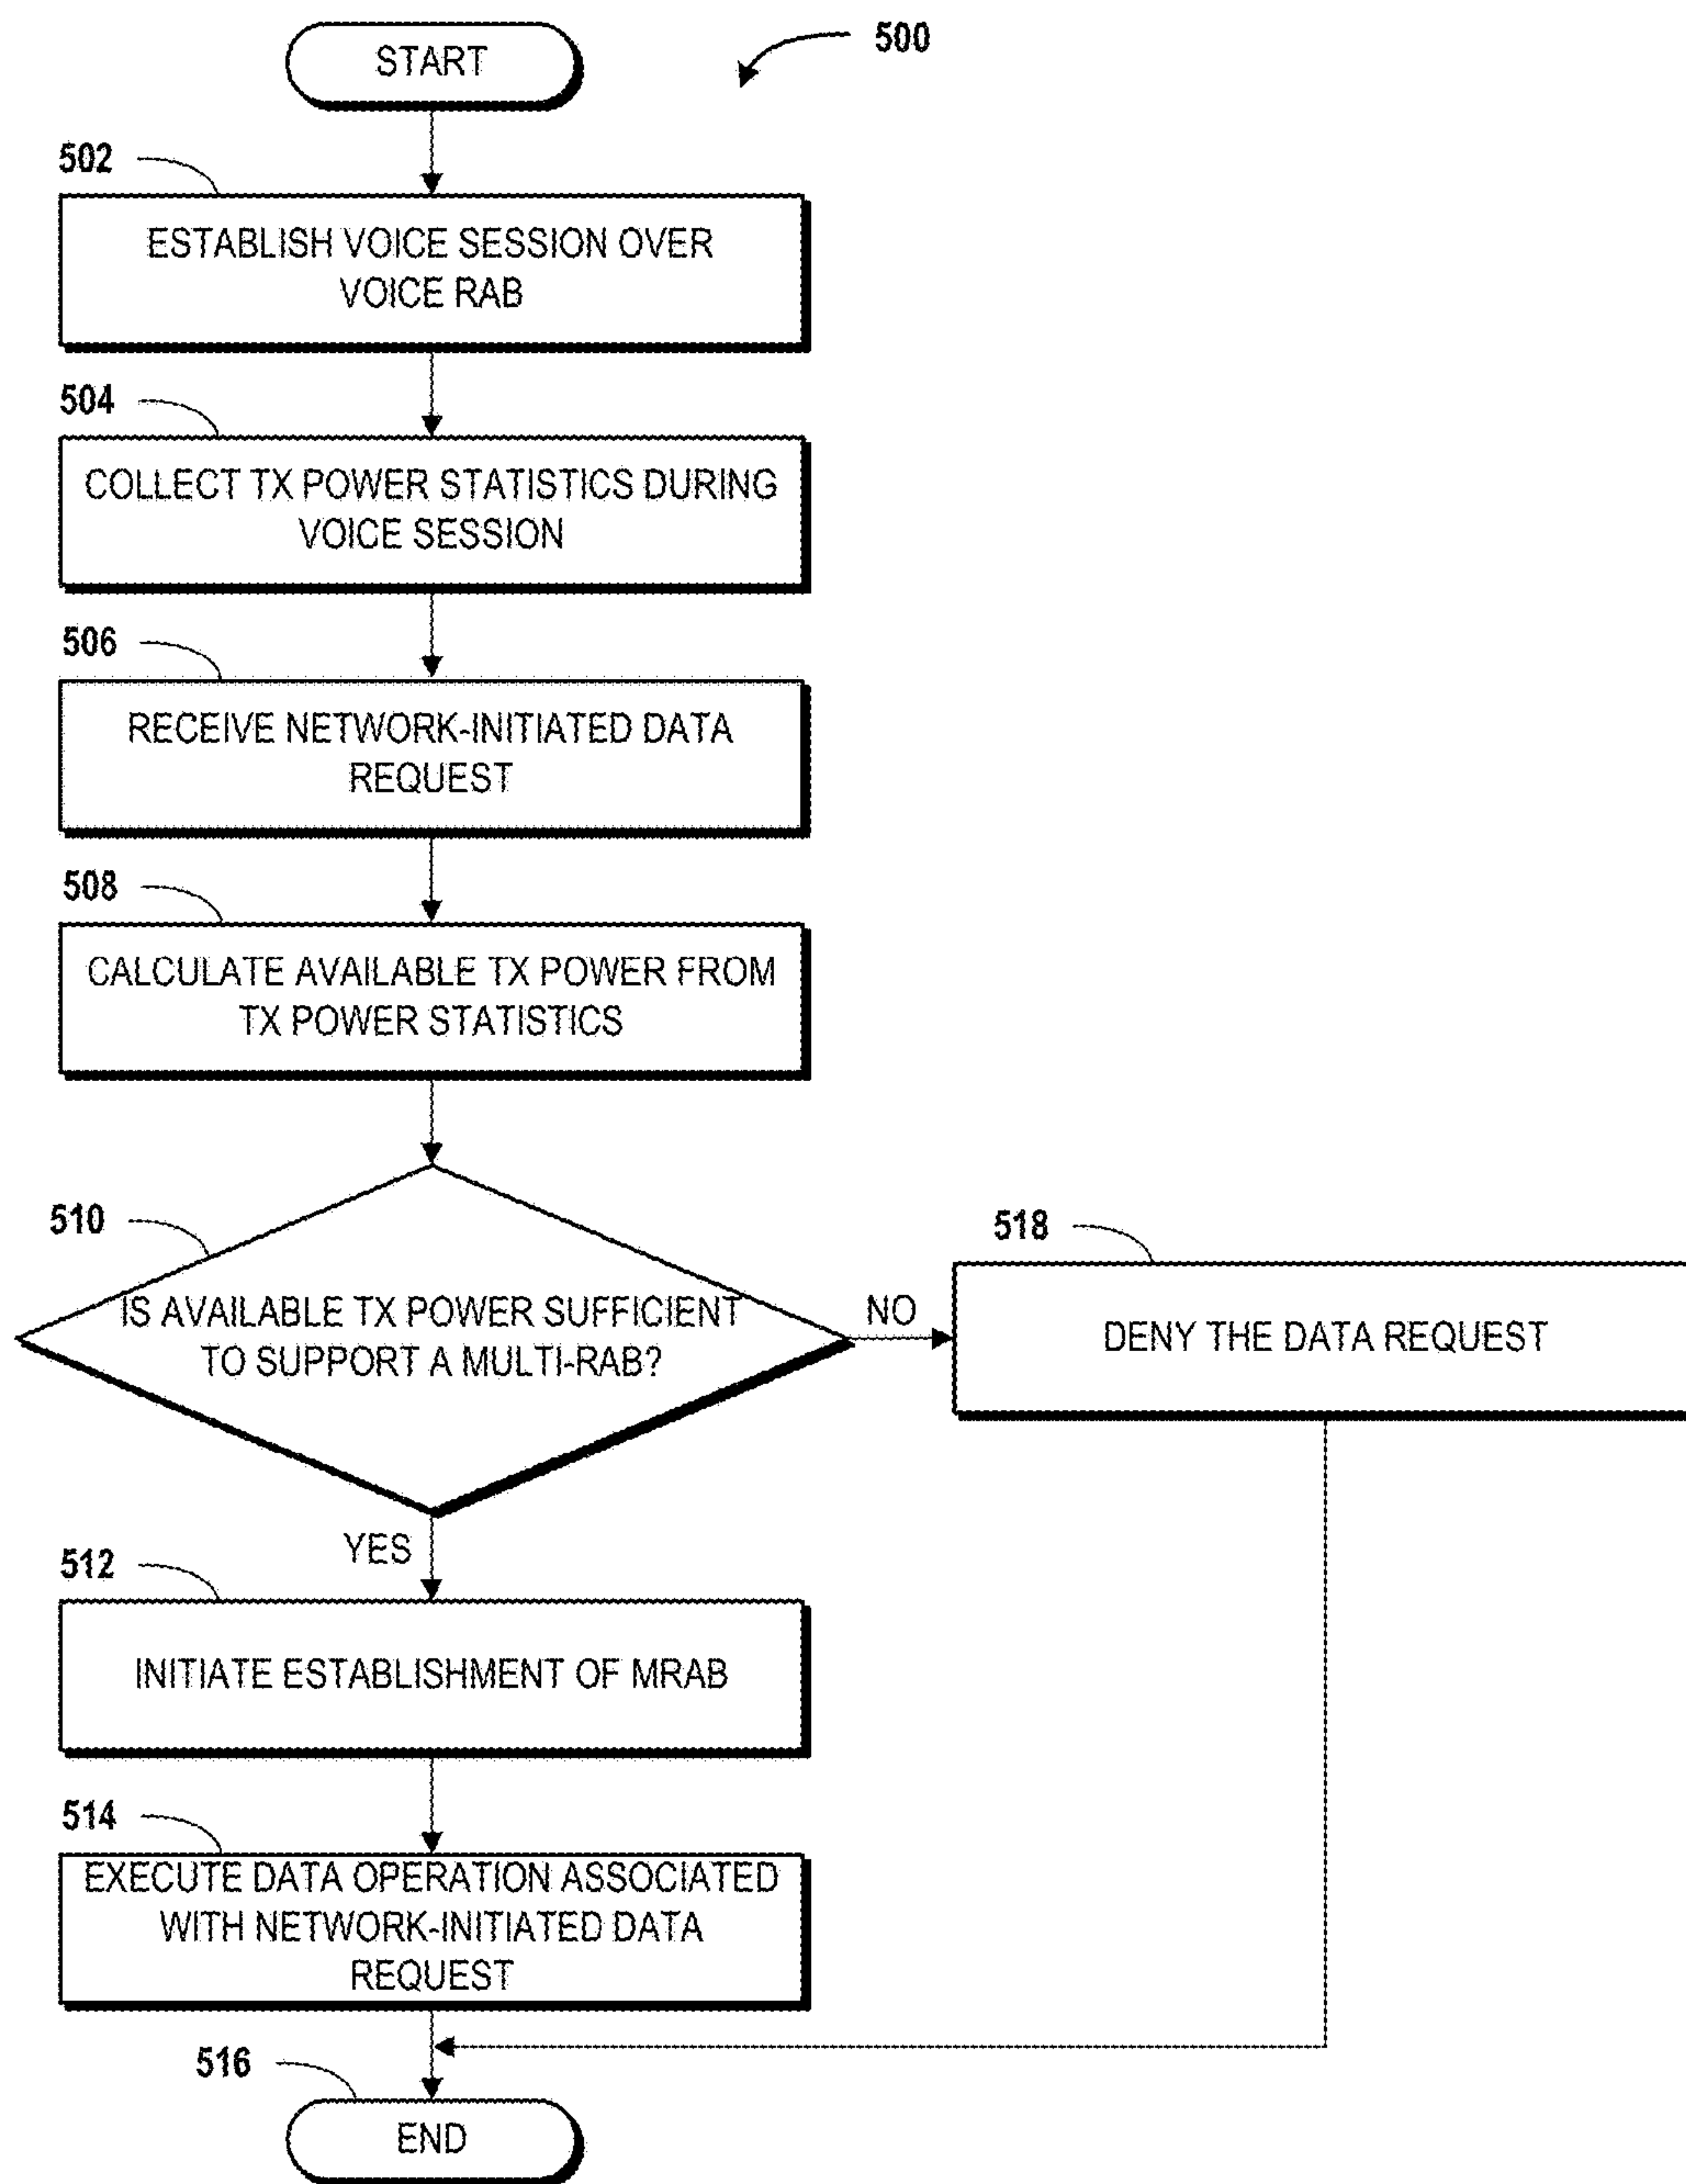 START
500
502
ESTABLISH VOICE SESSION OVER
VOICE RAB
504
COLLECT TX POWER STATISTICS DURING
VOICE SESSION
506
RECEIVE NETWORK-INITIATED DATA
REQUEST
508
CALCULATE AVAILABLE TX POWER FROM
TX POWER STATISTICS
510
IS AVAILABLE TX POWER SUFFICIENT
TO SUPPORT A MULTI-RAB?
NO
518
DENY THE DATA REQUEST
YES
512
INITIATE ESTABLISHMENT OF MRAB
514
EXECUTE DATA OPERATION ASSOCIATED
WITH NETWORK-INITIATED DATA
REQUEST
516
END